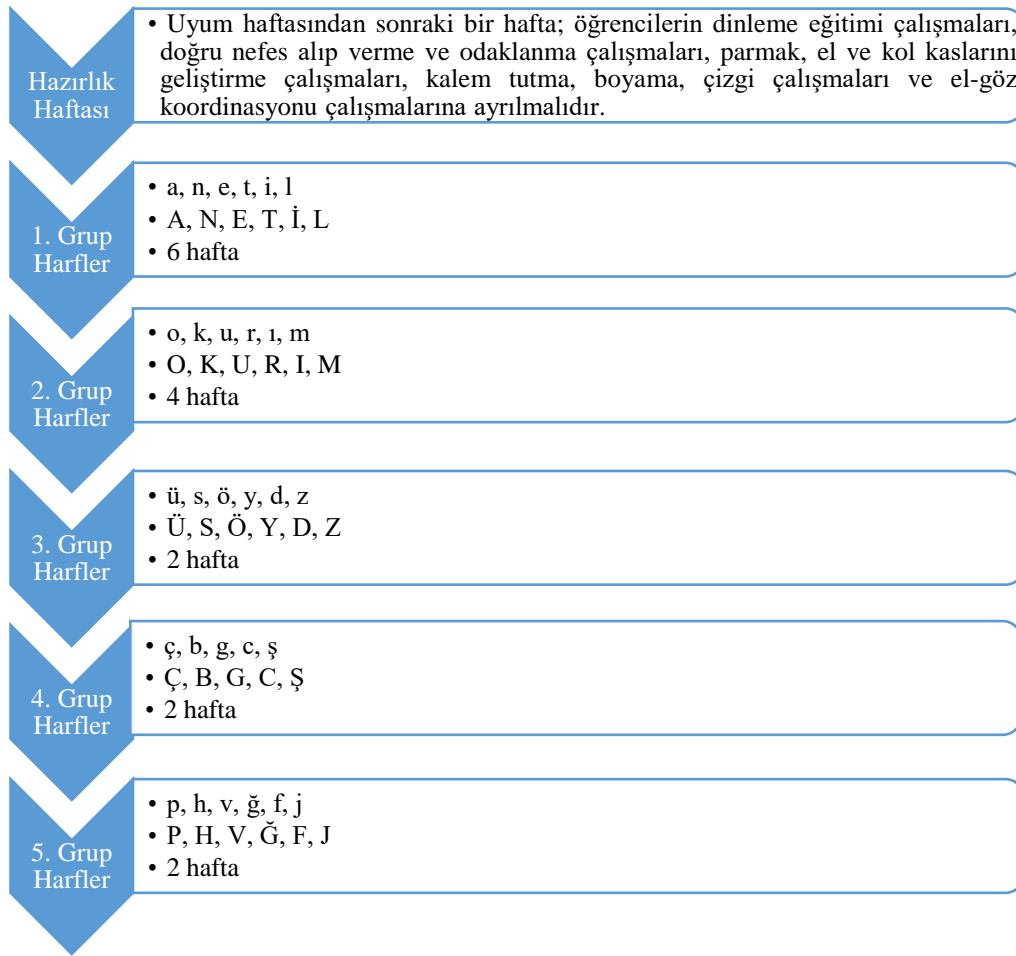 Hazırlık
Haftası
• Uyum haftasından sonraki bir hafta; öğrencilerin dinleme eğitimi çalışmaları,
doğru nefes alıp verme ve odaklanma çalışmaları, parmak, el ve kol kaslarını
geliştirme çalışmaları, kalem tutma, boyama, çizgi çalışmaları ve el-göz
koordinasyonu çalışmalarına ayrılmalıdır.
1. Grup
Harfler
• a, n, e, t, i, l
• A, N, E, T, İ, L
• 6 hafta
2. Grup
Harfler
• o, k, u, r, ı, m
• O, K, U, R, I, M
• 4 hafta
3. Grup
Harfler
• ü, s, ö, y, d, z
• Ü, S, Ö, Y, D, Z
• 2 hafta
4. Grup
Harfler
• ç, b, g, c, ş
• Ç, B, G, C, Ş
• 2 hafta
5. Grup
Harfler
• p, h, v, ğ, f, j
• P, H, V, Ğ, F, J
• 2 hafta